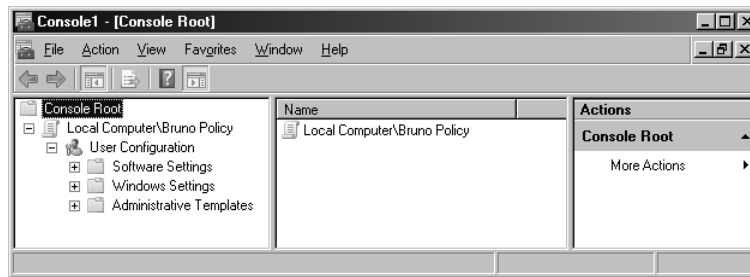 Console1 - [Console Root]
File Action View Favorites Window Help
Console Root
Local Computer\Bruno Policy
User Configuration
Software Settings
Windows Settings
Administrative Templates
Name
Local Computer\Bruno Policy
Actions
Console Root
More Actions